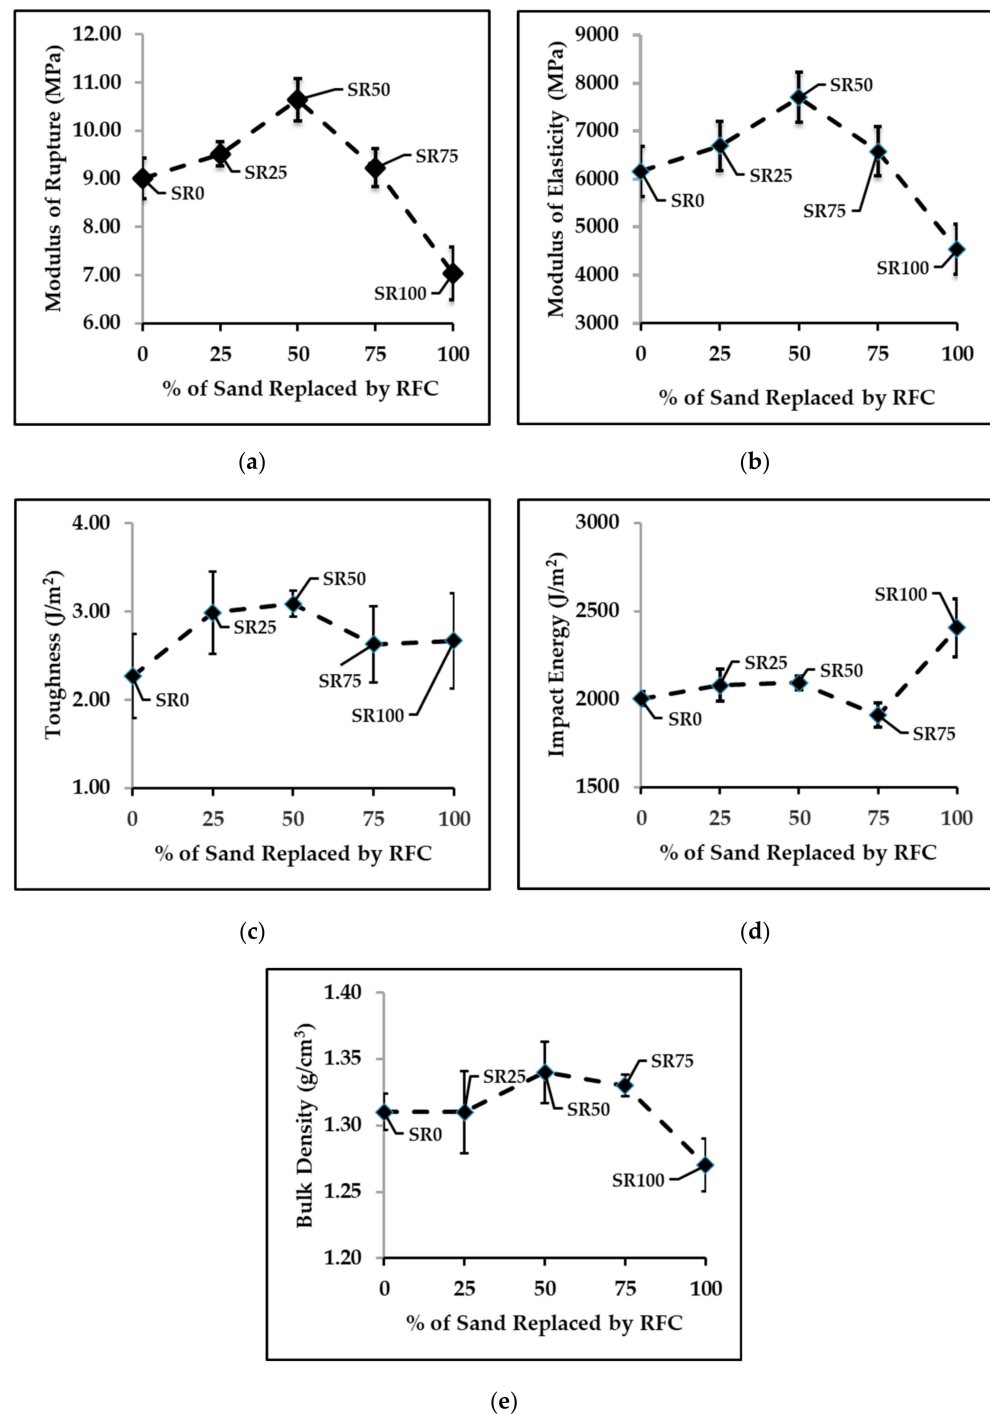 12.00
11.00
10.00
9.00
8.00
7.00
6.00
Modulus of Rupture (MPa)
SR0
SR25
SR50
SR75
SR100
0 25 50 75 100
% of Sand Replaced by RFC
(a)
9000
8000
7000
6000
5000
4000
3000
Modulus of Elasticity (MPa)
SR0
SR25
SR50
SR75
SR100
0 25 50 75 100
% of Sand Replaced by RFC
(b)
4.00
3.00
2.00
1.00
Toughness (J/m²)
SR0
SR25
SR50
SR75
SR100
0 25 50 75 100
% of Sand Replaced by RFC
(c)
3000
2500
2000
1500
Impact Energy (J/m²)
SR0
SR25
SR50
SR75
SR100
0 25 50 75 100
% of Sand Replaced by RFC
(d)
1.40
1.35
1.30
1.25
1.20
Bulk Density (g/cm³)
SR0
SR25
SR50
SR75
SR100
0 25 50 75 100
% of Sand Replaced by RFC
(e)